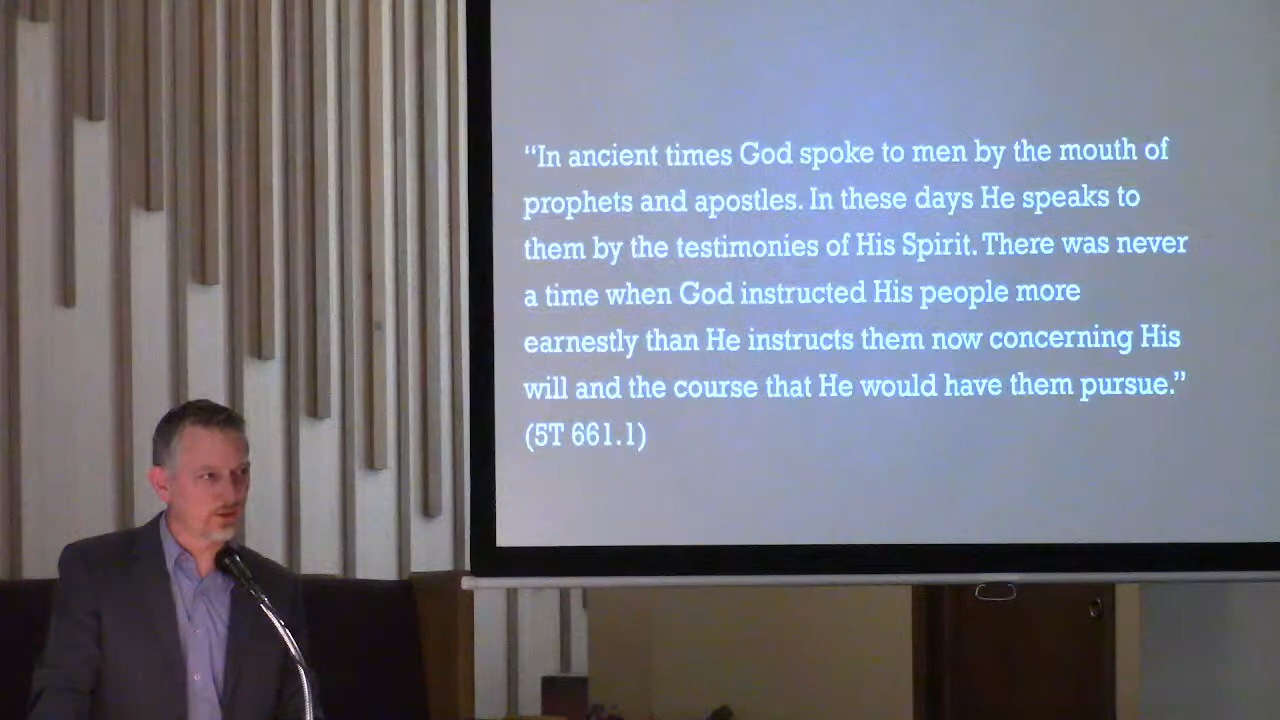 “In ancient times God spoke to men by the mouth of
prophets and apostles. In these days He speaks to
them by the testimonies of His Spirit. There was never
a time when God instructed His people more
earnestly than He instructs them now concerning His
will and the course that He would have them pursue.”
(5T 661.1)